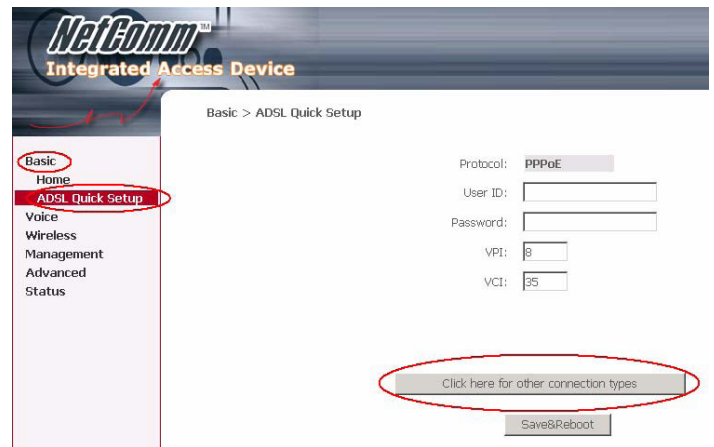 NetComm™
Integrated Access Device
Basic > ADSL Quick Setup
Basic
Home
ADSL Quick Setup
Voice
Wireless
Management
Advanced
Status
Protocol: PPPoE
User ID:
Password:
VPI: 8
VCI: 35
Click here for other connection types
Save&Reboot